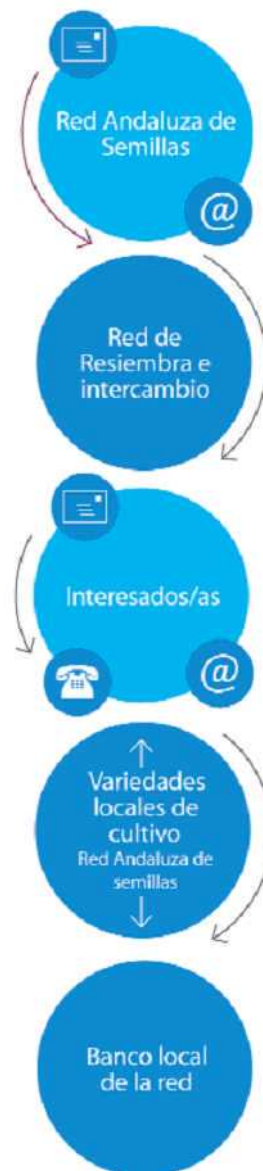 Red Andaluza de
Semillas
@
Red de
Resiembra e
intercambio
Interesados/as
@
Variedades
locales de
cultivo
Red Andaluza de
semillas
Banco local
de la red